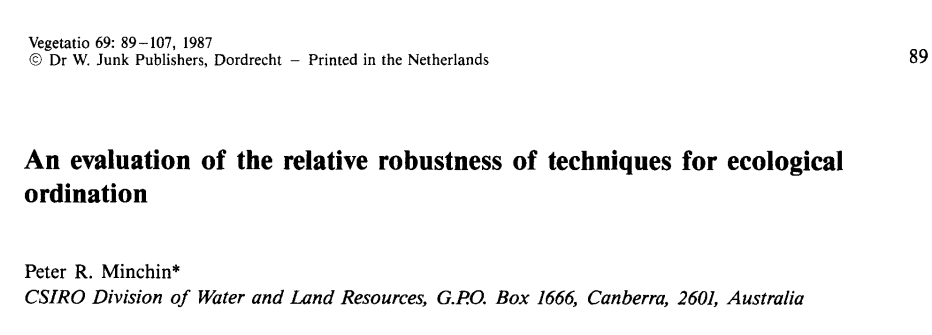 Vegetatio 69: 89–107, 1987
© Dr W. Junk Publishers, Dordrecht – Printed in the Netherlands
89
An evaluation of the relative robustness of techniques for ecological
ordination
Peter R. Minchin*
CSIRO Division of Water and Land Resources, G.P.O. Box 1666, Canberra, 2601, Australia